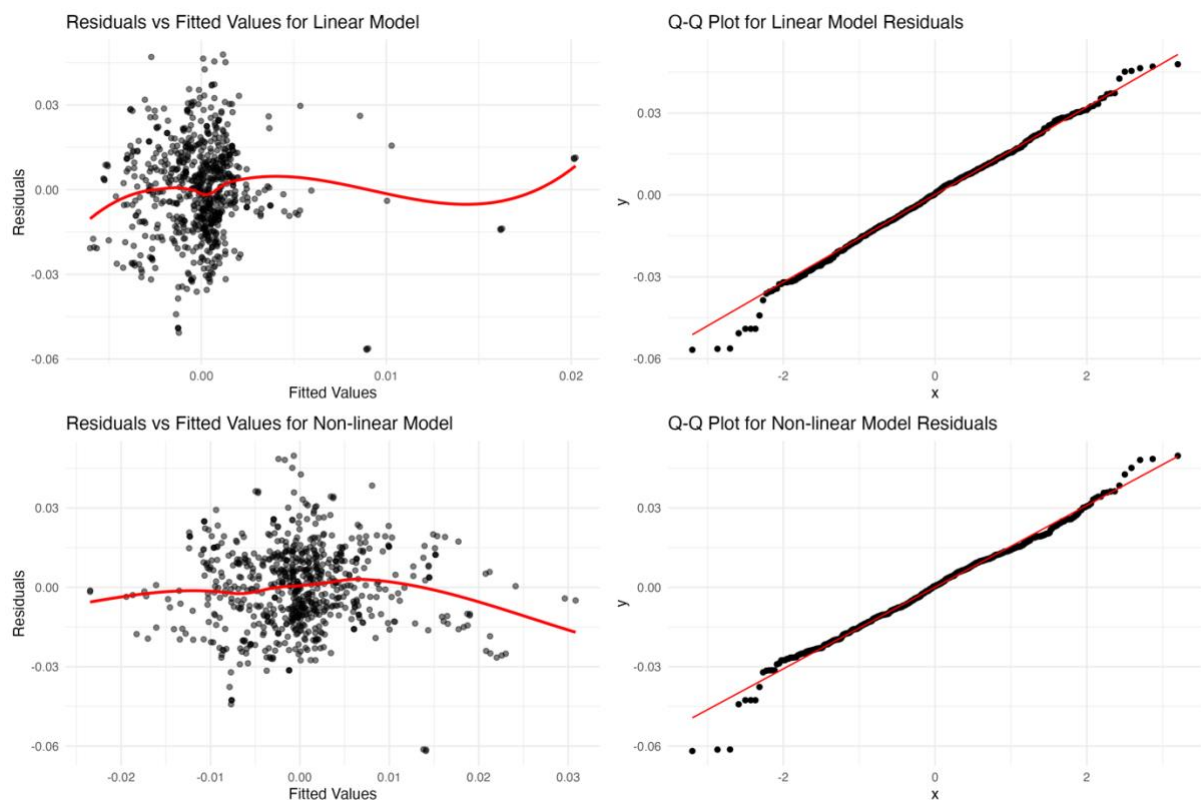 Residuals vs Fitted Values for Linear Model
Residuals
0.03
0.00
-0.03
-0.06
0.00 0.01 0.02
Fitted Values
Q-Q Plot for Linear Model Residuals
y
0.03
0.00
-0.03
-0.06
-2 0 2
x
Residuals vs Fitted Values for Non-linear Model
Residuals
0.03
0.00
-0.03
-0.06
-0.02 -0.01 0.00 0.01 0.02 0.03
Fitted Values
Q-Q Plot for Non-linear Model Residuals
y
0.03
0.00
-0.03
-0.06
-2 0 2
x